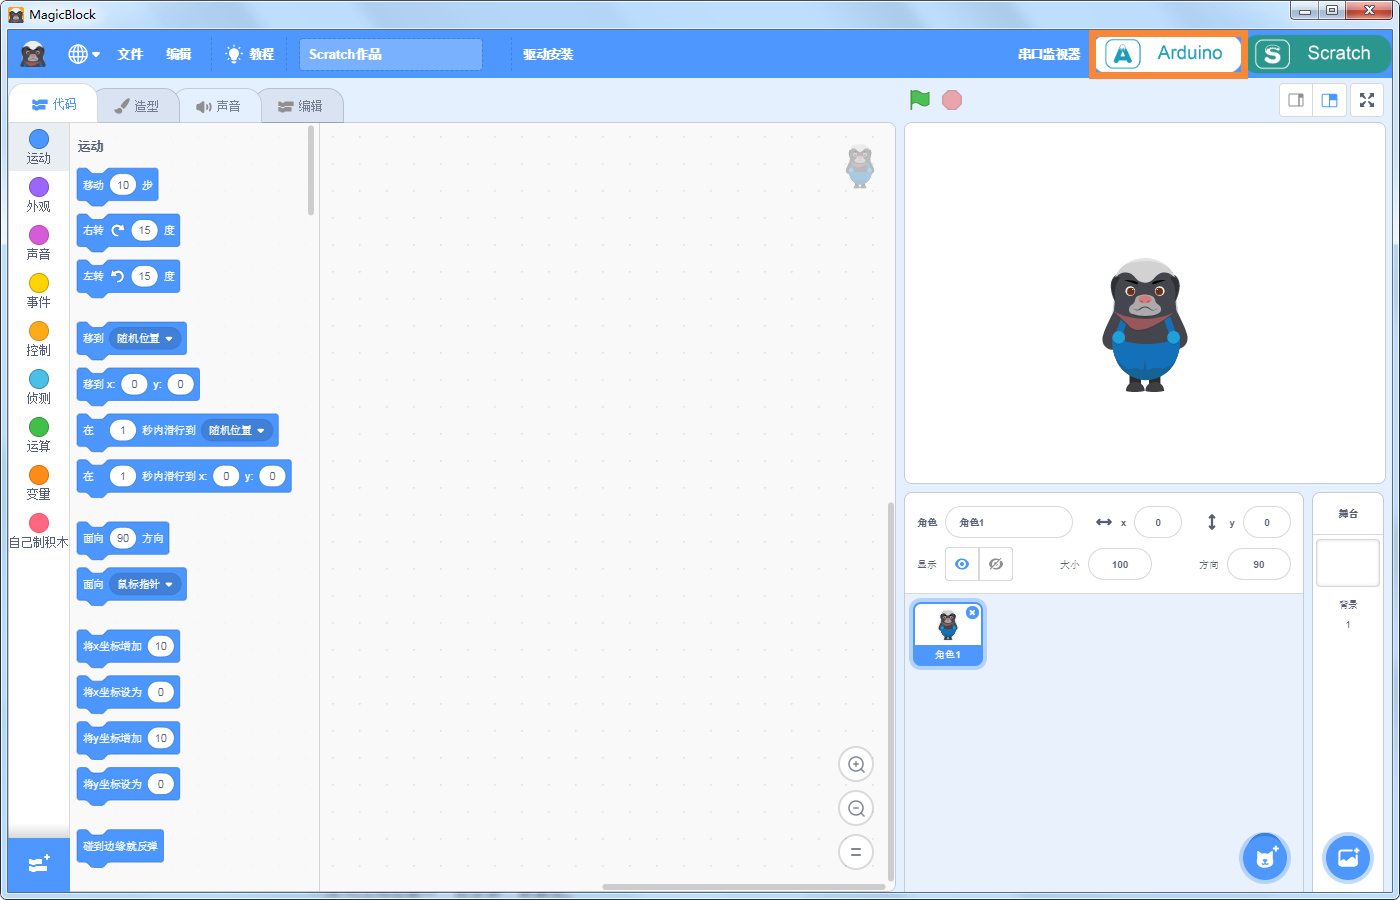 MagicBlock
文件 编辑 教程 Scratch作品 驱动安装 串口监视器 A Arduino S Scratch
代码 造型 声音 编辑
运动
外观
声音
事件
控制
侦测
运算
变量
自己制积木
运动
移动 10 步
右转 15 度
左转 15 度
移到 随机位置
移到 x: 0 y: 0
在 1 秒内滑行到 随机位置
在 1 秒内滑行到 x: 0 y: 0
面向 90 方向
面向 鼠标指针
将x坐标增加 10
将x坐标设为 0
将y坐标增加 10
将y坐标设为 0
碰到边缘就反弹
角色 角色1 x 0 y 0
显示 大小 100 方向 90
角色1
舞台
背景
1